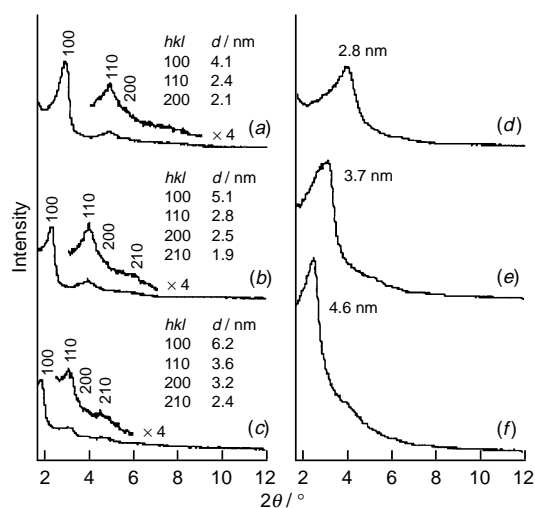 Intensity
100
110
200
hkl d / nm
100 4.1
110 2.4
200 2.1
× 4
(a)
100
110
200
210
hkl d / nm
100 5.1
110 2.8
200 2.5
210 1.9
× 4
(b)
100
110
200
210
hkl d / nm
100 6.2
110 3.6
200 3.2
210 2.4
× 4
(c)
2.8 nm
(d)
3.7 nm
(e)
4.6 nm
(f)
2 4 6 8 10 12
2 4 6 8 10 12
2θ / °